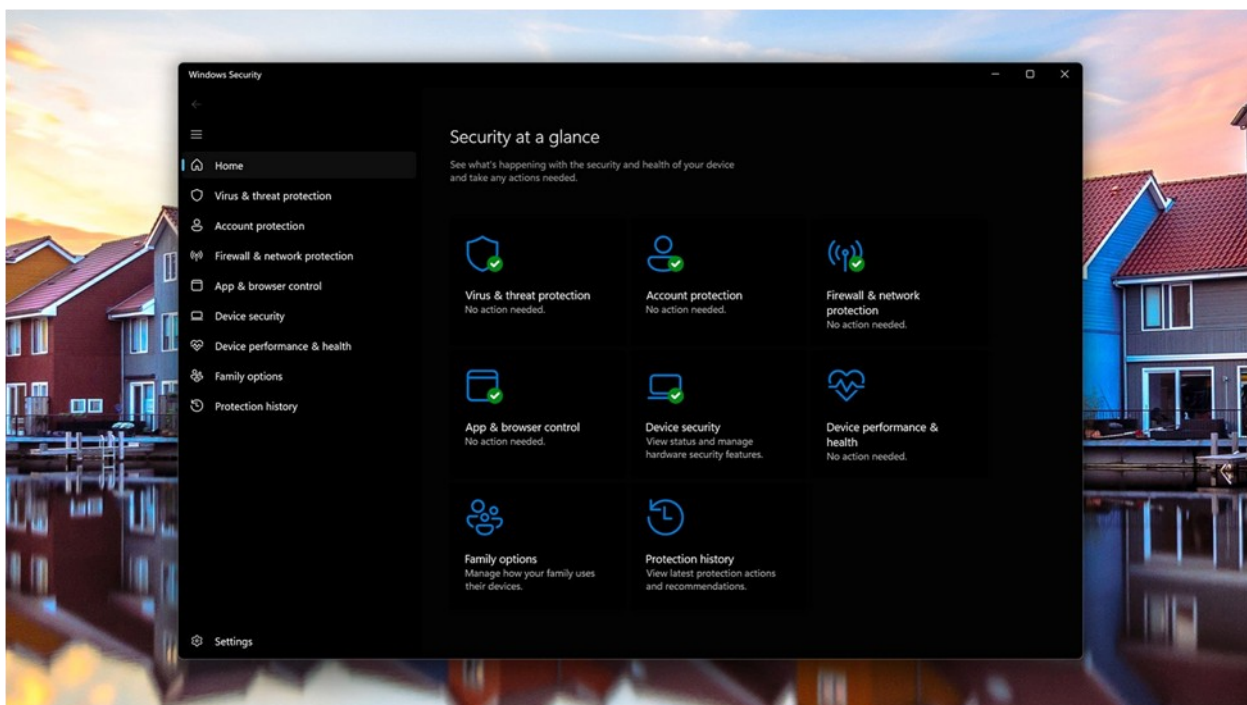 Windows Security
Home
Virus & threat protection
Account protection
Firewall & network protection
App & browser control
Device security
Device performance & health
Family options
Protection history
Settings
Security at a glance
See what's happening with the security and health of your device
and take any actions needed.
Virus & threat protection
No action needed.
Account protection
No action needed.
Firewall & network
protection
No action needed.
App & browser control
No action needed.
Device security
View status and manage
hardware security features.
Device performance &
health
No action needed.
Family options
Manage how your family uses
their devices.
Protection history
View latest protection actions
and recommendations.